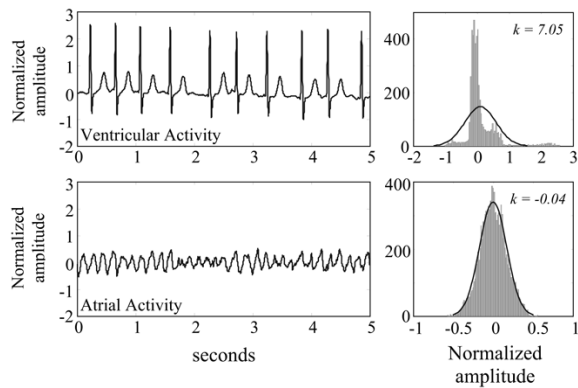 Normalized
amplitude
3
2
1
0
-1
-2
Ventricular Activity
0 1 2 3 4 5
400
200
0
k = 7.05
-2 -1 0 1 2 3
Normalized
amplitude
3
2
1
0
-1
-2
Atrial Activity
0 1 2 3 4 5
seconds
400
200
0
k = -0.04
-1 -0.5 0 0.5 1
Normalized
amplitude